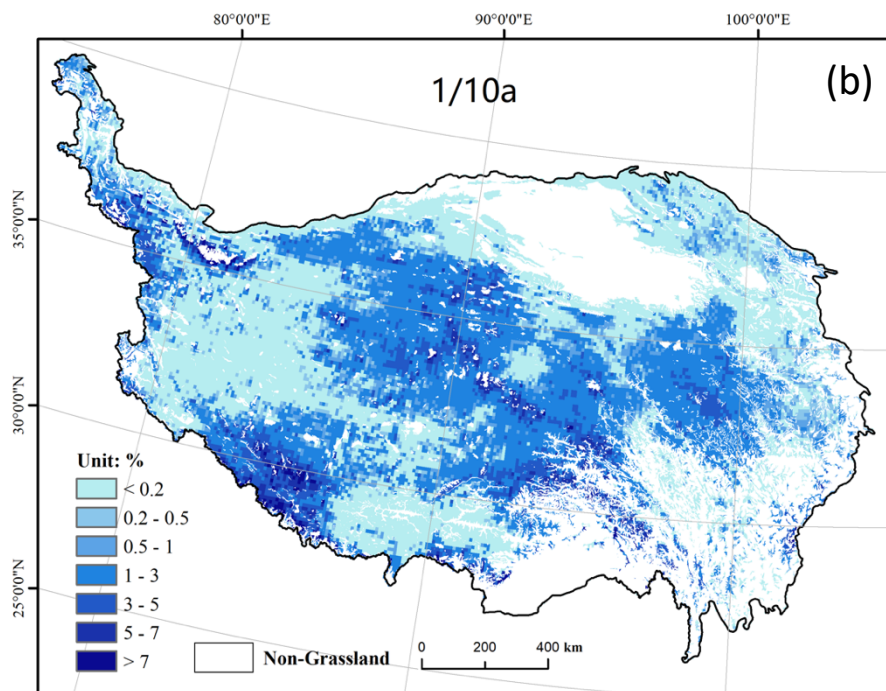 80°0'0"E
90°0'0"E
100°0'0"E
1/10a
(b)
35°0'0"N
30°0'0"N
25°0'0"N
Unit: %
< 0.2
0.2 - 0.5
0.5 - 1
1 - 3
3 - 5
5 - 7
> 7
Non-Grassland
0 200 400 km